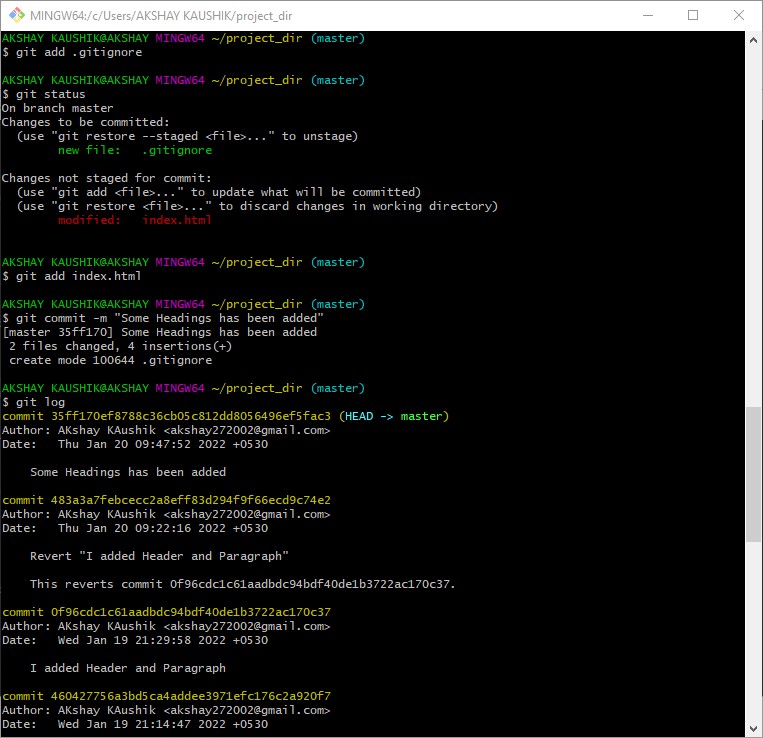 MINGW64:/c/Users/AKSHAY KAUSHIK/project_dir
AKSHAY KAUSHIK@AKSHAY MINGW64 ~/project_dir (master)
$ git add .gitignore
AKSHAY KAUSHIK@AKSHAY MINGW64 ~/project_dir (master)
$ git status
On branch master
Changes to be committed:
  (use "git restore --staged <file>..." to unstage)
        new file:   .gitignore
Changes not staged for commit:
  (use "git add <file>..." to update what will be committed)
  (use "git restore <file>..." to discard changes in working directory)
        modified:   index.html
AKSHAY KAUSHIK@AKSHAY MINGW64 ~/project_dir (master)
$ git add index.html
AKSHAY KAUSHIK@AKSHAY MINGW64 ~/project_dir (master)
$ git commit -m "Some Headings has been added"
[master 35ff170] Some Headings has been added
 2 files changed, 4 insertions(+)
 create mode 100644 .gitignore
AKSHAY KAUSHIK@AKSHAY MINGW64 ~/project_dir (master)
$ git log
commit 35ff170ef8788c36cb05c812dd8056496ef5fac3 (HEAD -> master)
Author: AKshay KAushik <akshay272002@gmail.com>
Date:   Thu Jan 20 09:47:52 2022 +0530
    Some Headings has been added
commit 483a3a7febcecc2a8eff83d294f9f66ecd9c74e2
Author: AKshay KAushik <akshay272002@gmail.com>
Date:   Thu Jan 20 09:22:16 2022 +0530
    Revert "I added Header and Paragraph"
    This reverts commit 0f96cdc1c61aadbdc94bdf40de1b3722ac170c37.
commit 0f96cdc1c61aadbdc94bdf40de1b3722ac170c37
Author: AKshay KAushik <akshay272002@gmail.com>
Date:   Wed Jan 19 21:29:58 2022 +0530
    I added Header and Paragraph
commit 460427756a3bd5ca4addee3971efc176c2a920f7
Author: AKshay KAushik <akshay272002@gmail.com>
Date:   Wed Jan 19 21:14:47 2022 +0530